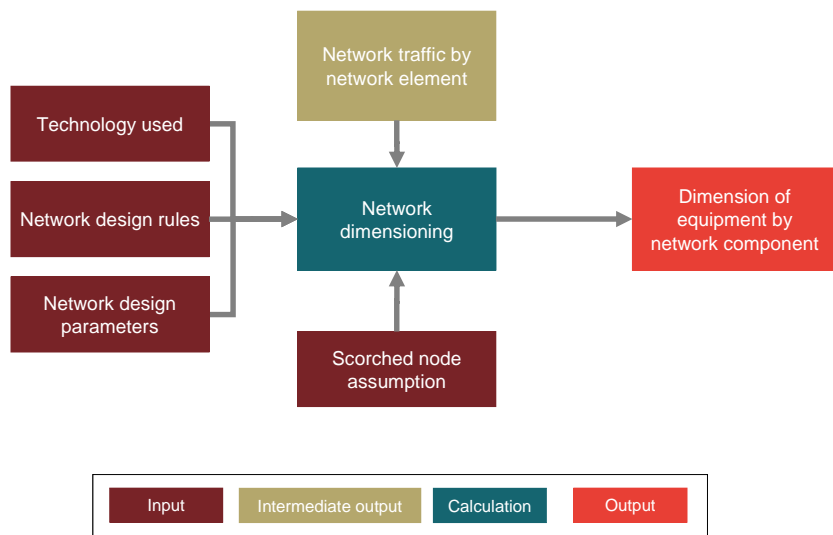 Network traffic by
network element
Technology used
Network design rules
Network design
parameters
Network
dimensioning
Dimension of
equipment by
network component
Scorched node
assumption
Input
Intermediate output
Calculation
Output